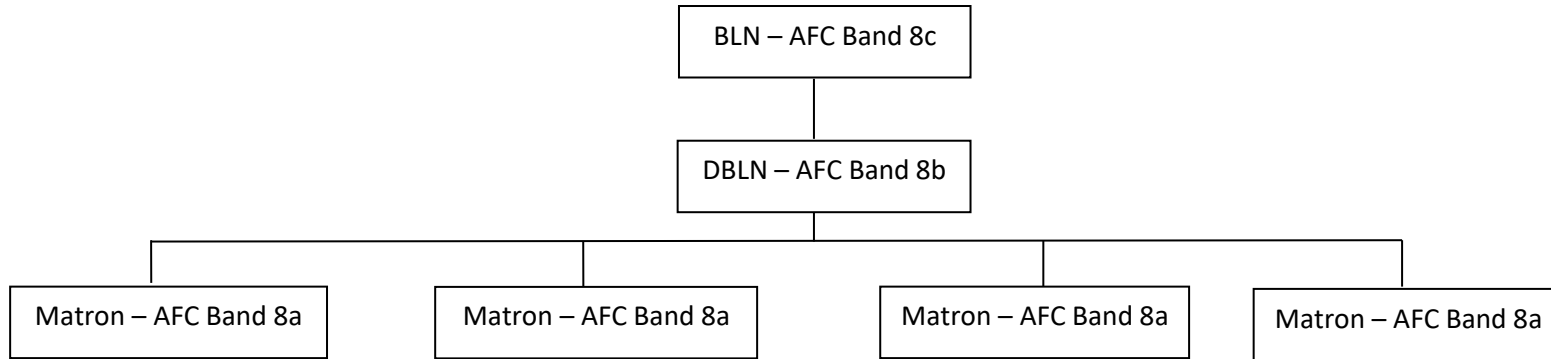 BLN – AFC Band 8c
DBLN – AFC Band 8b
Matron – AFC Band 8a
Matron – AFC Band 8a
Matron – AFC Band 8a
Matron – AFC Band 8a